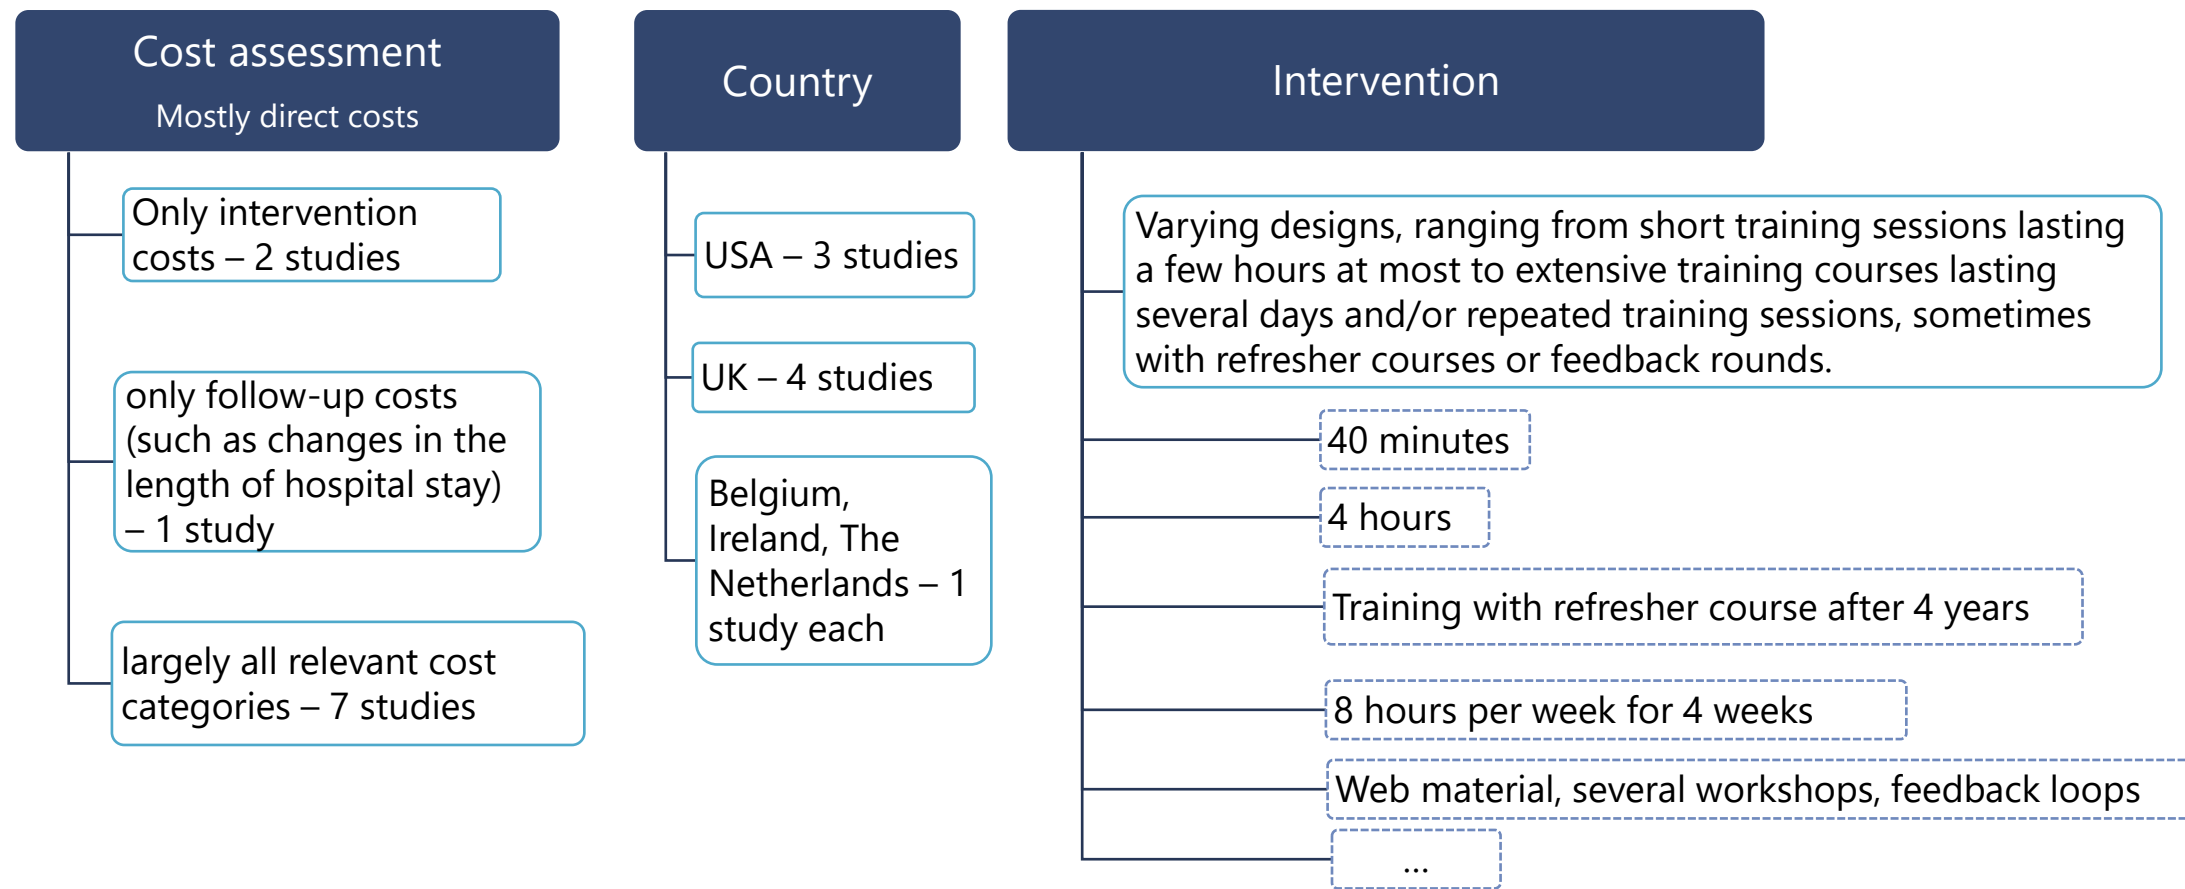 Cost assessment
Mostly direct costs
Only intervention
costs – 2 studies
only follow-up costs
(such as changes in the
length of hospital stay)
– 1 study
largely all relevant cost
categories – 7 studies
Country
USA – 3 studies
UK – 4 studies
Belgium,
Ireland, The
Netherlands – 1
study each
Intervention
Varying designs, ranging from short training sessions lasting
a few hours at most to extensive training courses lasting
several days and/or repeated training sessions, sometimes
with refresher courses or feedback rounds.
40 minutes
4 hours
Training with refresher course after 4 years
8 hours per week for 4 weeks
Web material, several workshops, feedback loops
...